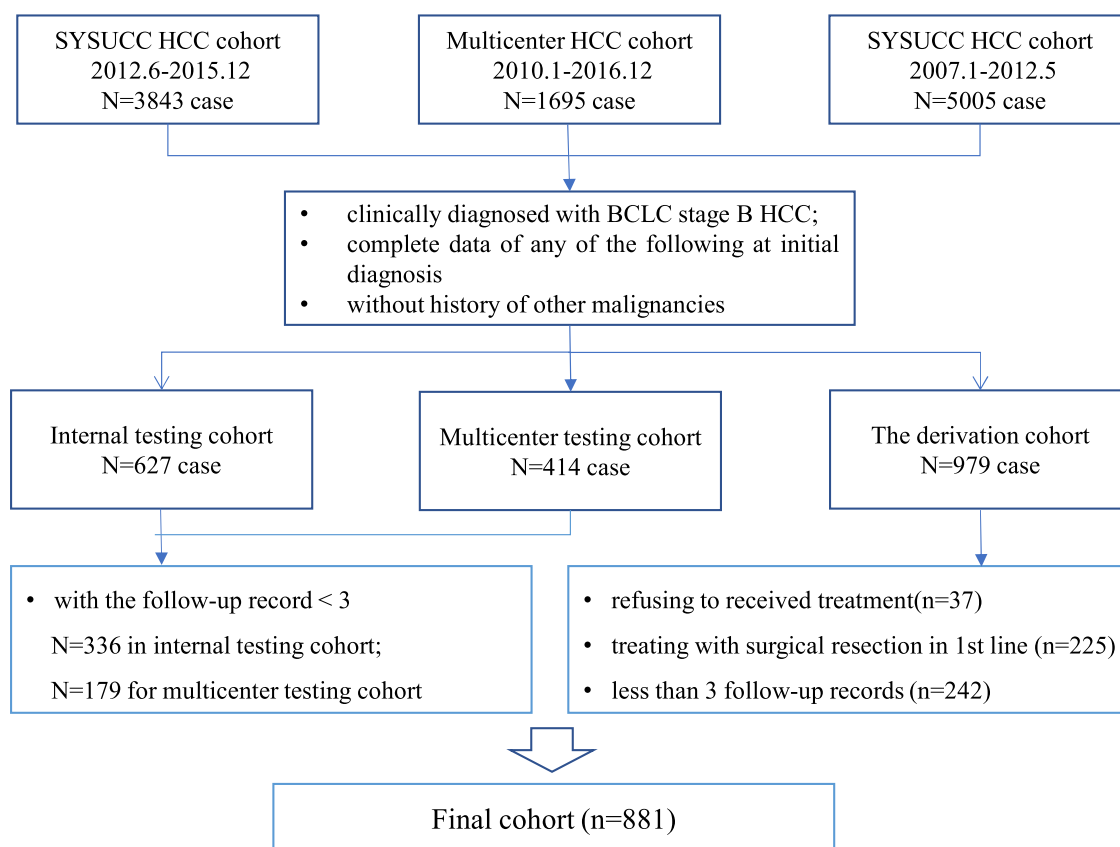 SYSUCC HCC cohort
2012.6-2015.12
N=3843 case
Multicenter HCC cohort
2010.1-2016.12
N=1695 case
SYSUCC HCC cohort
2007.1-2012.5
N=5005 case
• clinically diagnosed with BCLC stage B HCC;
• complete data of any of the following at initial
diagnosis
• without history of other malignancies
Internal testing cohort
N=627 case
Multicenter testing cohort
N=414 case
The derivation cohort
N=979 case
• with the follow-up record < 3
N=336 in internal testing cohort;
N=179 for multicenter testing cohort
• refusing to received treatment(n=37)
• treating with surgical resection in 1st line (n=225)
• less than 3 follow-up records (n=242)
Final cohort (n=881)